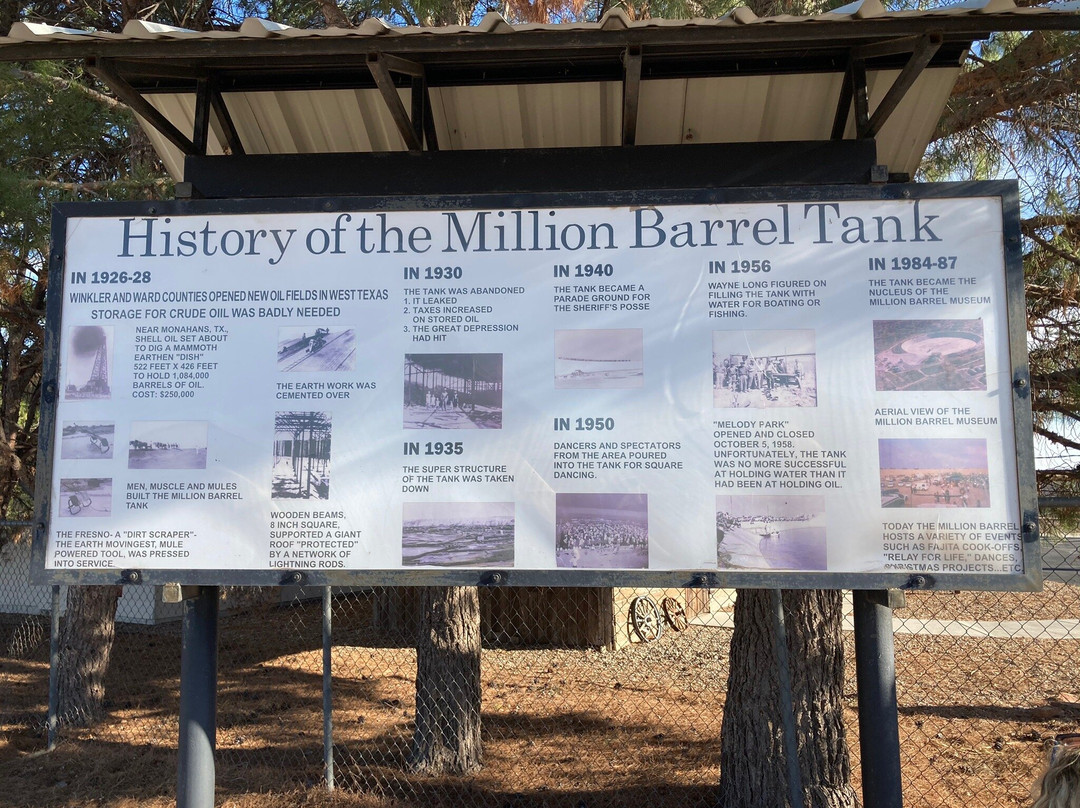 History of the Million Barrel Tank
IN 1926-28
WINKLER AND WARD COUNTIES OPENED NEW OIL FIELDS IN WEST TEXAS
STORAGE FOR CRUDE OIIL WAS BADLY NEEDED
NEAR MONAHANS, TX.,
SHELL OIL SET ABOUT
TO DIG A MAMMOTH
EARTHEN "DISH"
522 FEET X 426 FEET
TO HOLD 1,084,000
BARRELS OF OIL.
COST: $250,000
MEN, MUSCLE AND MULES
BUILT THE MILLION BARREL
TANK
THE FRESNO- A "DIRT SCRAPER"-
THE EARTH MOVINGEST, MULE
POWERED TOOL, WAS PRESSED
INTO SERVICE.
THE EARTH WORK WAS
CEMENTED OVER
WOODEN BEAMS,
8 INCH SQUARE,
SUPPORTED A GIANT
ROOF "PROTECTED"
BY A NETWORK OF
LIGHTNING RODS.
IN 1930
THE TANK WAS ABANDONED
1. IT LEAKED
2. TAXES INCREASED
ON STORED OIL
3. THE GREAT DEPRESSION
HAD HIT
IN 1935
THE SUPER STRUCTURE
OF THE TANK WAS TAKEN
DOWN
IN 1940
THE TANK BECAME A
PARADE GROUND FOR
THE SHERIFF'S POSSE
IN 1950
DANCERS AND SPECTATORS
FROM THE AREA POURED
INTO THE TANK FOR SQUARE
DANCING.
IN 1956
WAYNE LONG FIGURED ON
FILLING THE TANK WITH
WATER FOR BOATING OR
FISHING.
"MELODY PARK"
OPENED AND CLOSED
OCTOBER 5, 1958.
UNFORTUNATELY, THE TANK
WAS NO MORE SUCCESSFUL
AT HOLDING WATER THAN IT
HAD BEEN AT HOLDING OIL.
IN 1984-87
THE TANK BECAME THE
NUCLEUS OF THE
MILLION BARREL MUSEUM
AERIAL VIEW OF THE
MILLION BARREL MUSEUM
TODAY THE MILLION BARREL
HOSTS A VARIETY OF EVENTS
SUCH AS FAJITA COOK-OFFS,
"RELAY FOR LIFE," DANCES,
CHRISTMAS PROJECTS...ETC.